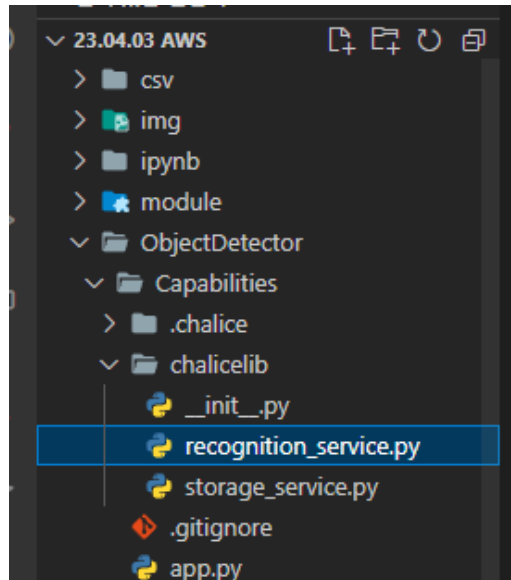 23.04.03 AWS
csv
img
ipynb
module
ObjectDetector
Capabilities
.chalice
chalicelib
__init__.py
recognition_service.py
storage_service.py
.gitignore
app.py